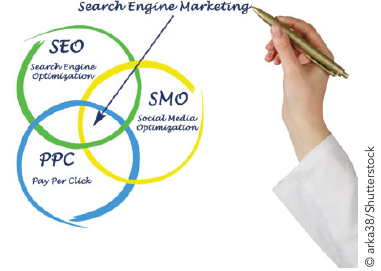 Search Engine Marketing
SEO
Search Engine
Optimization
SMO
Social Media
Optimization
PPC
Pay Per Click
© arka38/Shutterstock